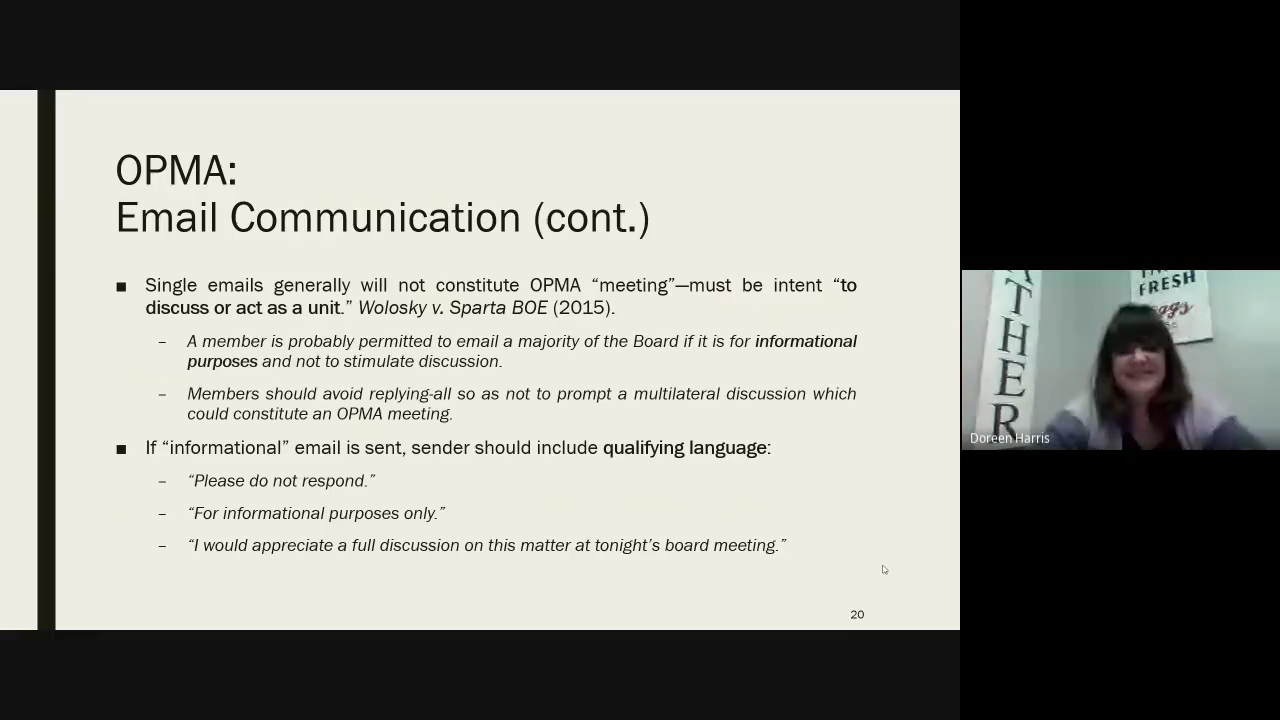 OPMA:
Email Communication (cont.)
■ Single emails generally will not constitute OPMA “meeting”—must be intent “to
discuss or act as a unit.” Wolosky v. Sparta BOE (2015).
– A member is probably permitted to email a majority of the Board if it is for informational
purposes and not to stimulate discussion.
– Members should avoid replying-all so as not to prompt a multilateral discussion which
could constitute an OPMA meeting.
■ If “informational” email is sent, sender should include qualifying language:
– “Please do not respond.”
– “For informational purposes only.”
– “I would appreciate a full discussion on this matter at tonight’s board meeting.”
20
THER
FRESH
Doreen Harris